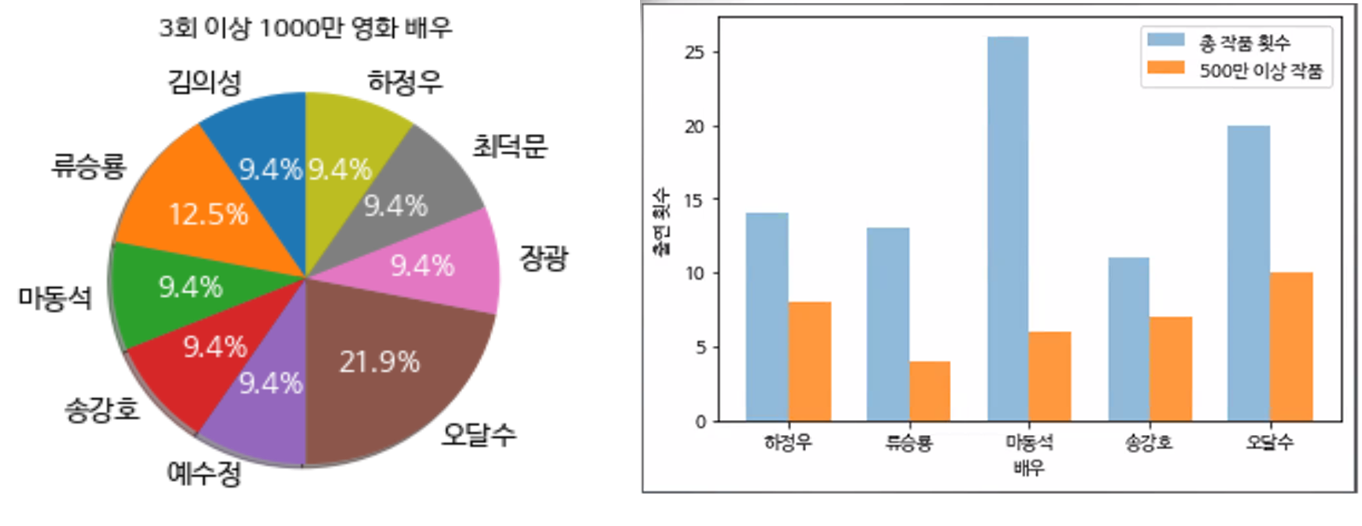 3회 이상 1000만 영화 배우
김의성
하정우
류승룡
최덕문
9.4%
9.4%
12.5%
9.4%
장광
9.4%
마동석
9.4%
9.4%
9.4%
21.9%
송강호
오달수
예수정
총 작품 횟수
500만 이상 작품
출연 횟수
25
20
15
10
5
0
하정우
류승룡
마동석
송강호
오달수
배우